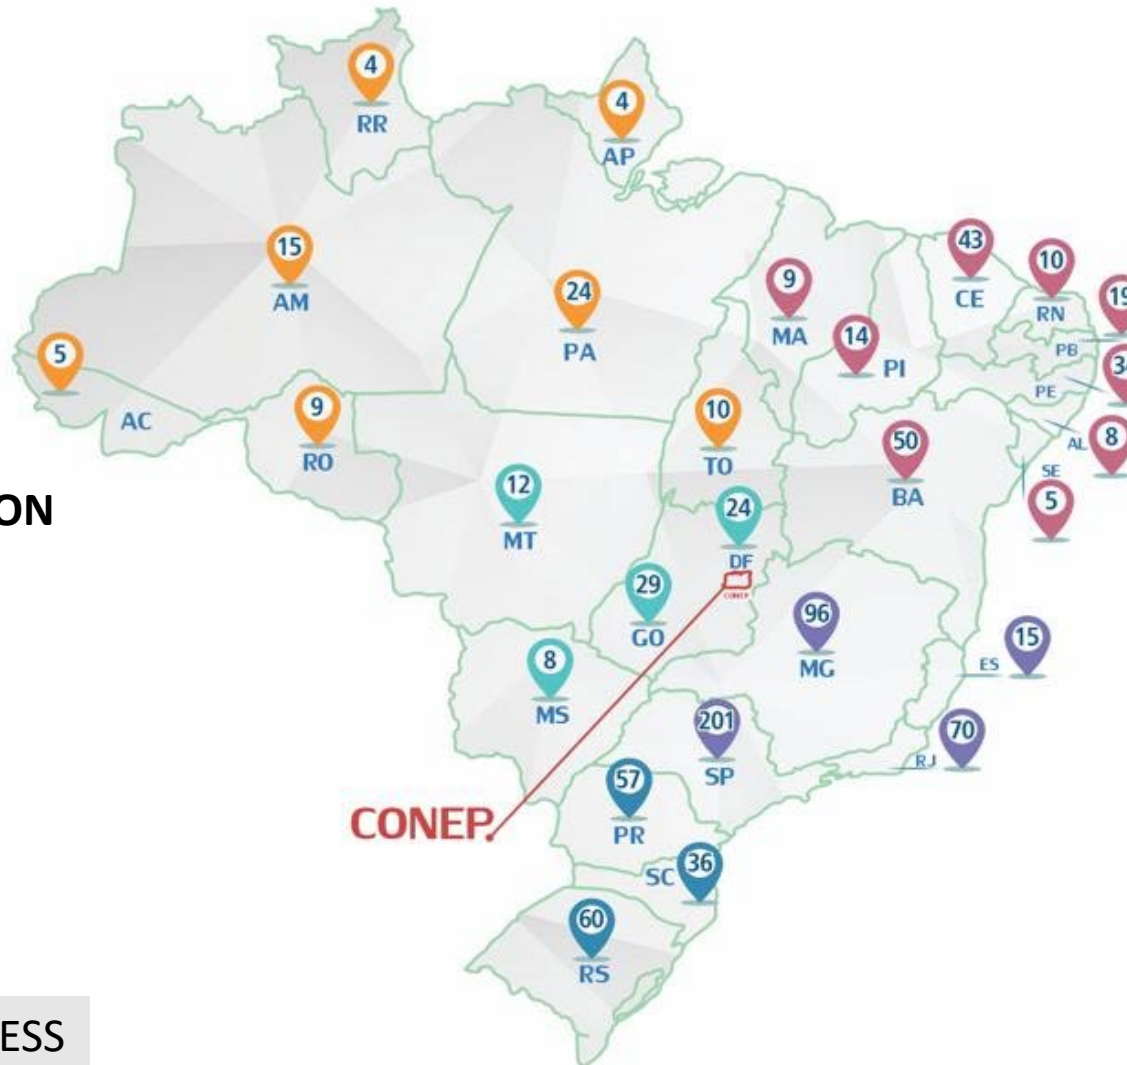 4
RR
4
AP
15
AM
24
PA
5
AC
9
RO
10
TO
9
MA
14
PI
43
CE
10
RN
19
PB
PE
AL
8
SE
5
50
BA
12
MT
24
DF
CONEP
29
GO
8
MS
96
MG
15
ES
201
SP
70
RJ
57
PR
CONEP
SC
36
60
RS
ON
ESS